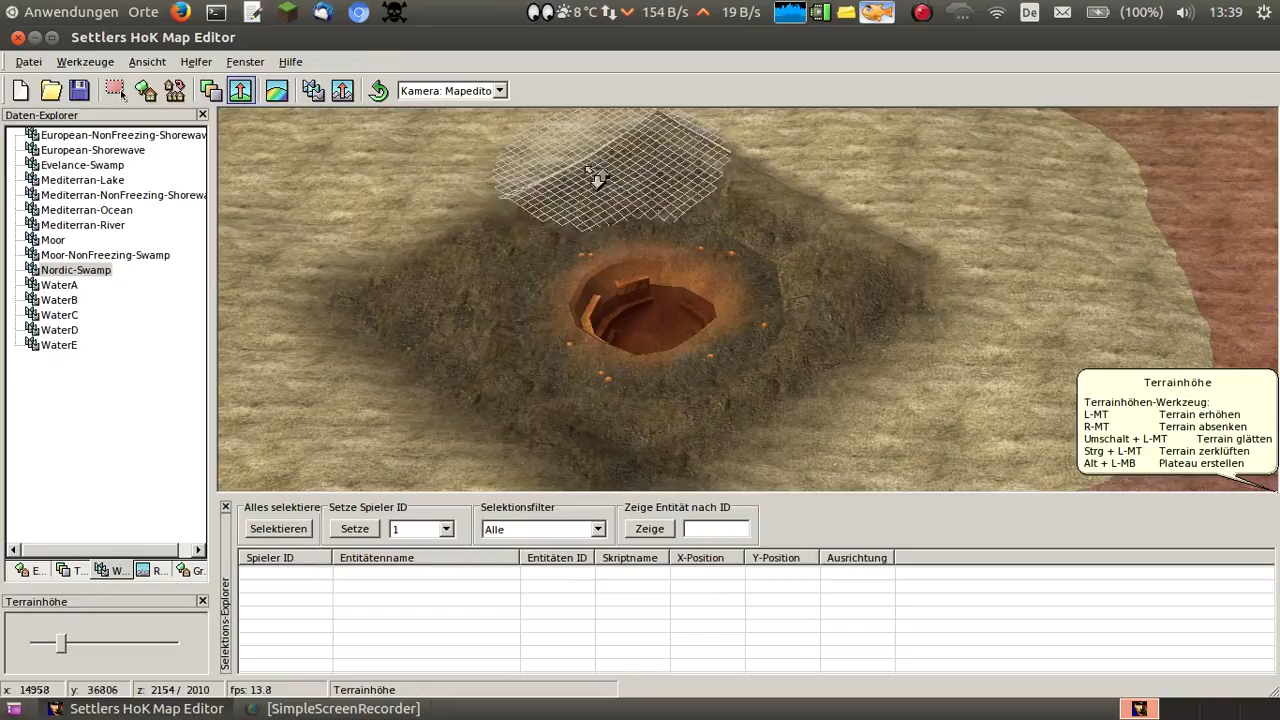 Anwendungen Orte 8 °C 154 B/s 19 B/s De (100%) 13:39
Settlers HoK Map Editor
Datei Werkzeuge Ansicht Helfer Fenster Hilfe
Kamera: Mapedito
Daten-Explorer
European-NonFreezing-Shorewav
European-Shorewave
Evelance-Swamp
Mediterran-Lake
Mediterran-NonFreezing-Shorewa
Mediterran-Ocean
Mediterran-River
Moor
Moor-NonFreezing-Swamp
Nordic-Swamp
WaterA
WaterB
WaterC
WaterD
WaterE
E... T... W... R... Gr.
Terrainhöhe
Terrainhöhe
Terrainhöhen-Werkzeug:
L-MT Terrain erhöhen
R-MT Terrain absenken
Umschalt + L-MT Terrain glätten
Strg + L-MT Terrain zerklüften
Alt + L-MB Plateau erstellen
Selektions-Explorer
Alles selektiere Setze Spieler ID Selektionsfilter Zeige Entität nach ID
Selektieren Setze 1 Alle Zeige
Spieler ID Entitätenname Entitäten ID Skriptname X-Position Y-Position Ausrichtung
x: 14958 y: 36806 z: 2154 / 2010 fps: 13.8 Terrainhöhe
Settlers HoK Map Editor [SimpleScreenRecorder]